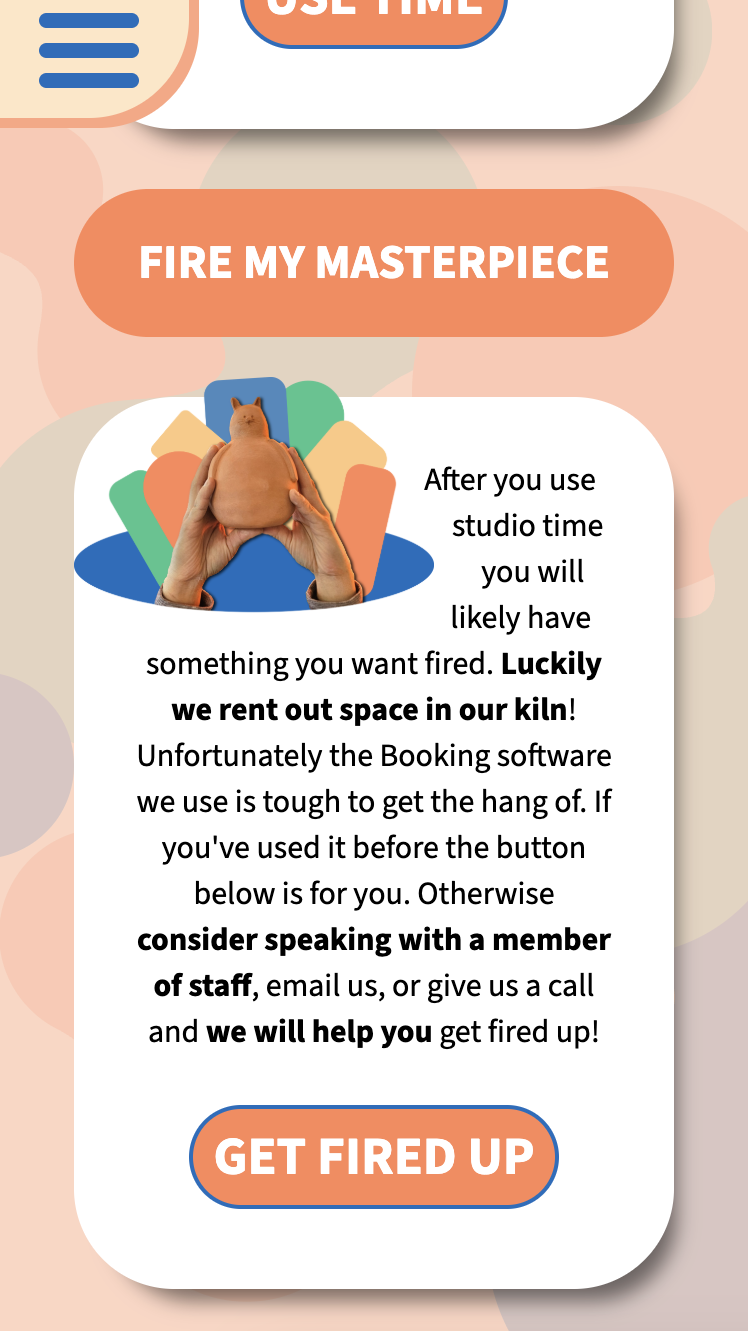 USE TIME
FIRE MY MASTERPIECE
After you use
studio time
you will
likely have
something you want fired. Luckily
we rent out space in our kiln!
Unfortunately the Booking software
we use is tough to get the hang of. If
you've used it before the button
below is for you. Otherwise
consider speaking with a member
of staff, email us, or give us a call
and we will help you get fired up!
GET FIRED UP